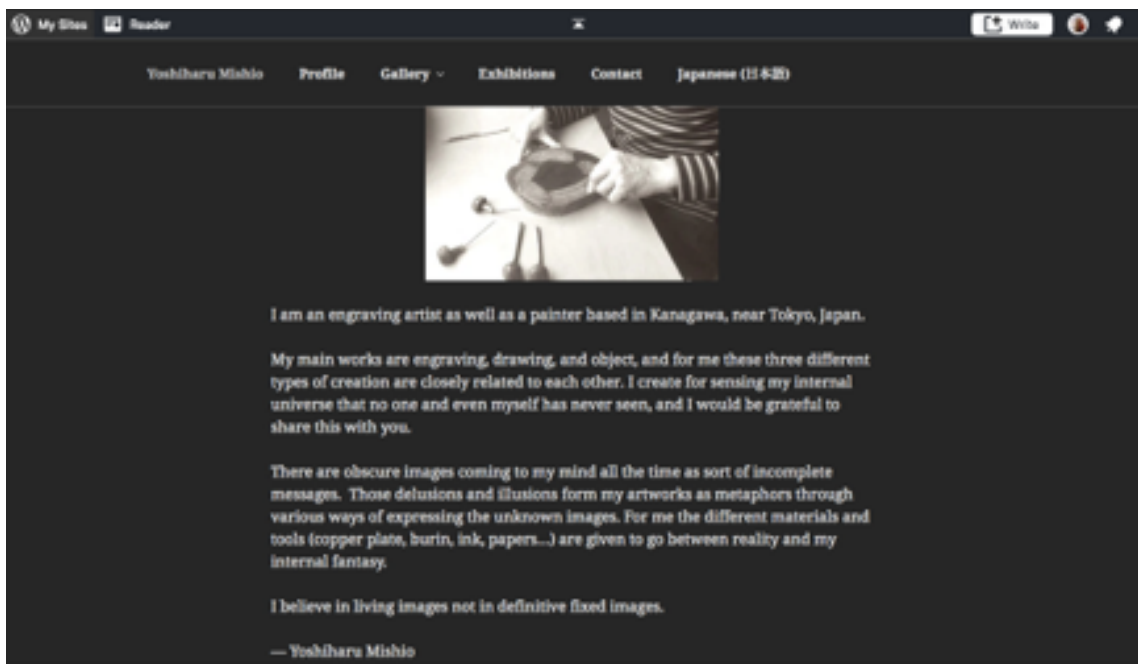 My Sites
Reader
Write
Yoshiharu Mishio
Profile
Gallery
Exhibitions
Contact
Japanese (日本語)
I am an engraving artist as well as a painter based in Kanagawa, near Tokyo, Japan.
My main works are engraving, drawing, and object, and for me these three different
types of creation are closely related to each other. I create for sensing my internal
universe that no one and even myself has never seen, and I would be grateful to
share this with you.
There are obscure images coming to my mind all the time as sort of incomplete
messages.  Those delusions and illusions form my artworks as metaphors through
various ways of expressing the unknown images. For me the different materials and
tools (copper plate, burin, ink, papers...) are given to go between reality and my
internal fantasy.
I believe in living images not in definitive fixed images.
— Yoshiharu Mishio